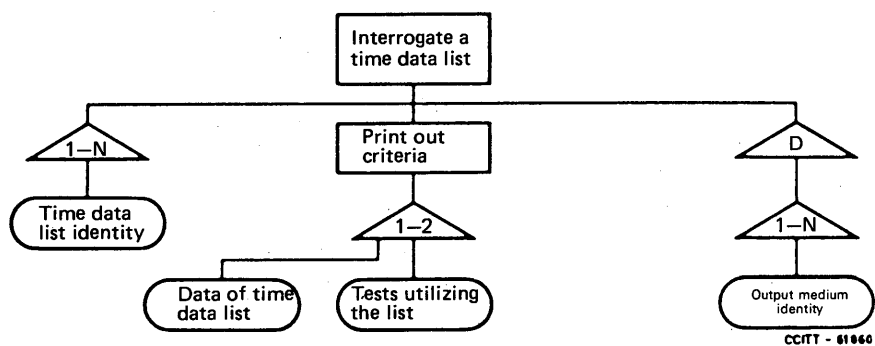 Interrogate a
time data list
1–N
Print out
criteria
D
Time data
list identity
1–2
1–N
Data of time
data list
Tests utilizing
the list
Output medium
identity
CCITT - 61860